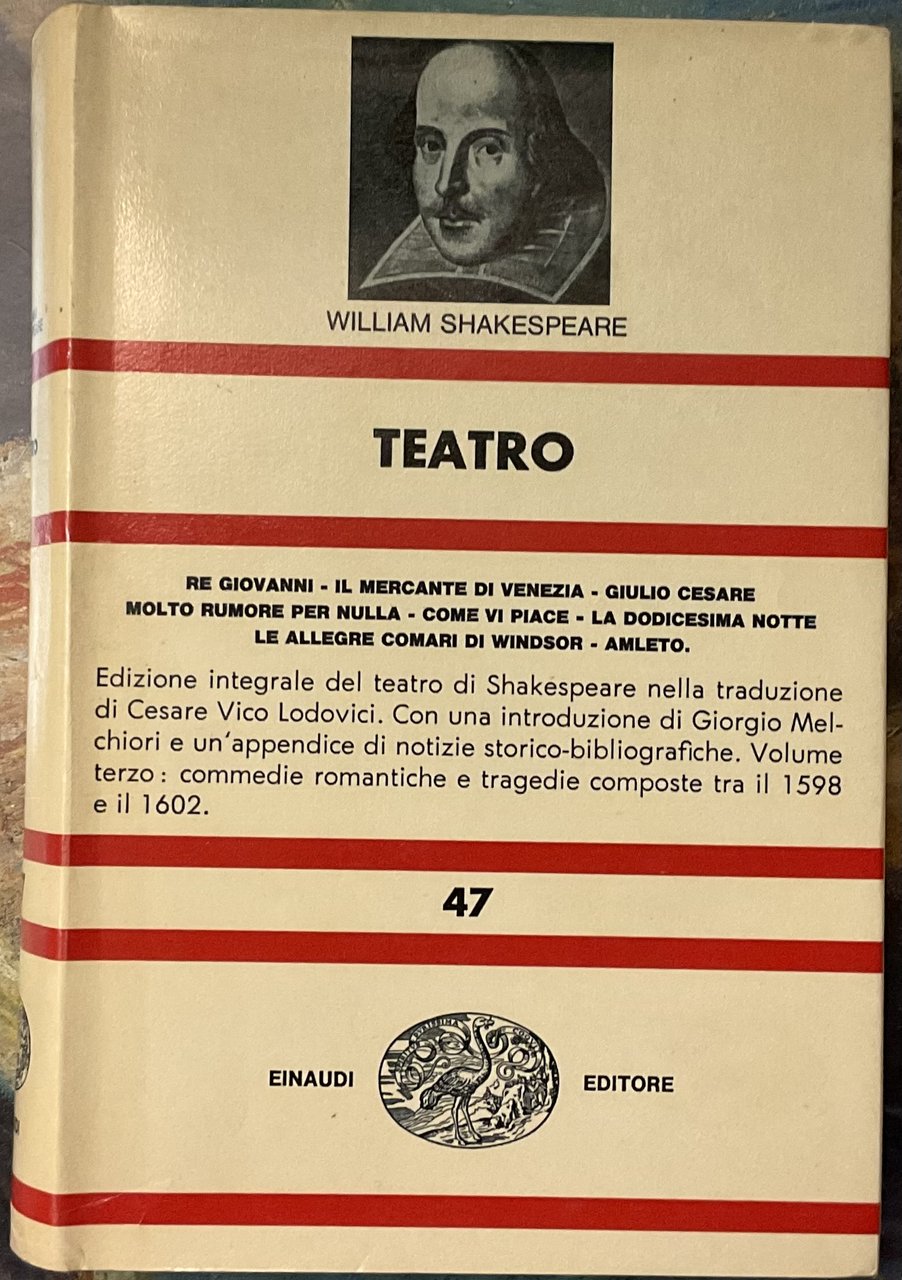 WILLIAM SHAKESPEARE
TEATRO
RE GIOVANNI - IL MERCANTE DI VENEZIA - GIULIO CESARE
MOLTO RUMORE PER NULLA - COME VI PIACE - LA DODICESIMA NOTTE
LE ALLEGRE COMARI DI WINDSOR - AMLETO.
Edizione integrale del teatro di Shakespeare nella traduzione
di Cesare Vico Lodovici. Con una introduzione di Giorgio Mel-
chiori e un'appendice di notizie storico-bibliografiche. Volume
terzo: commedie romantiche e tragedie composte tra il 1598
e il 1602.
47
EINAUDI EDITORE